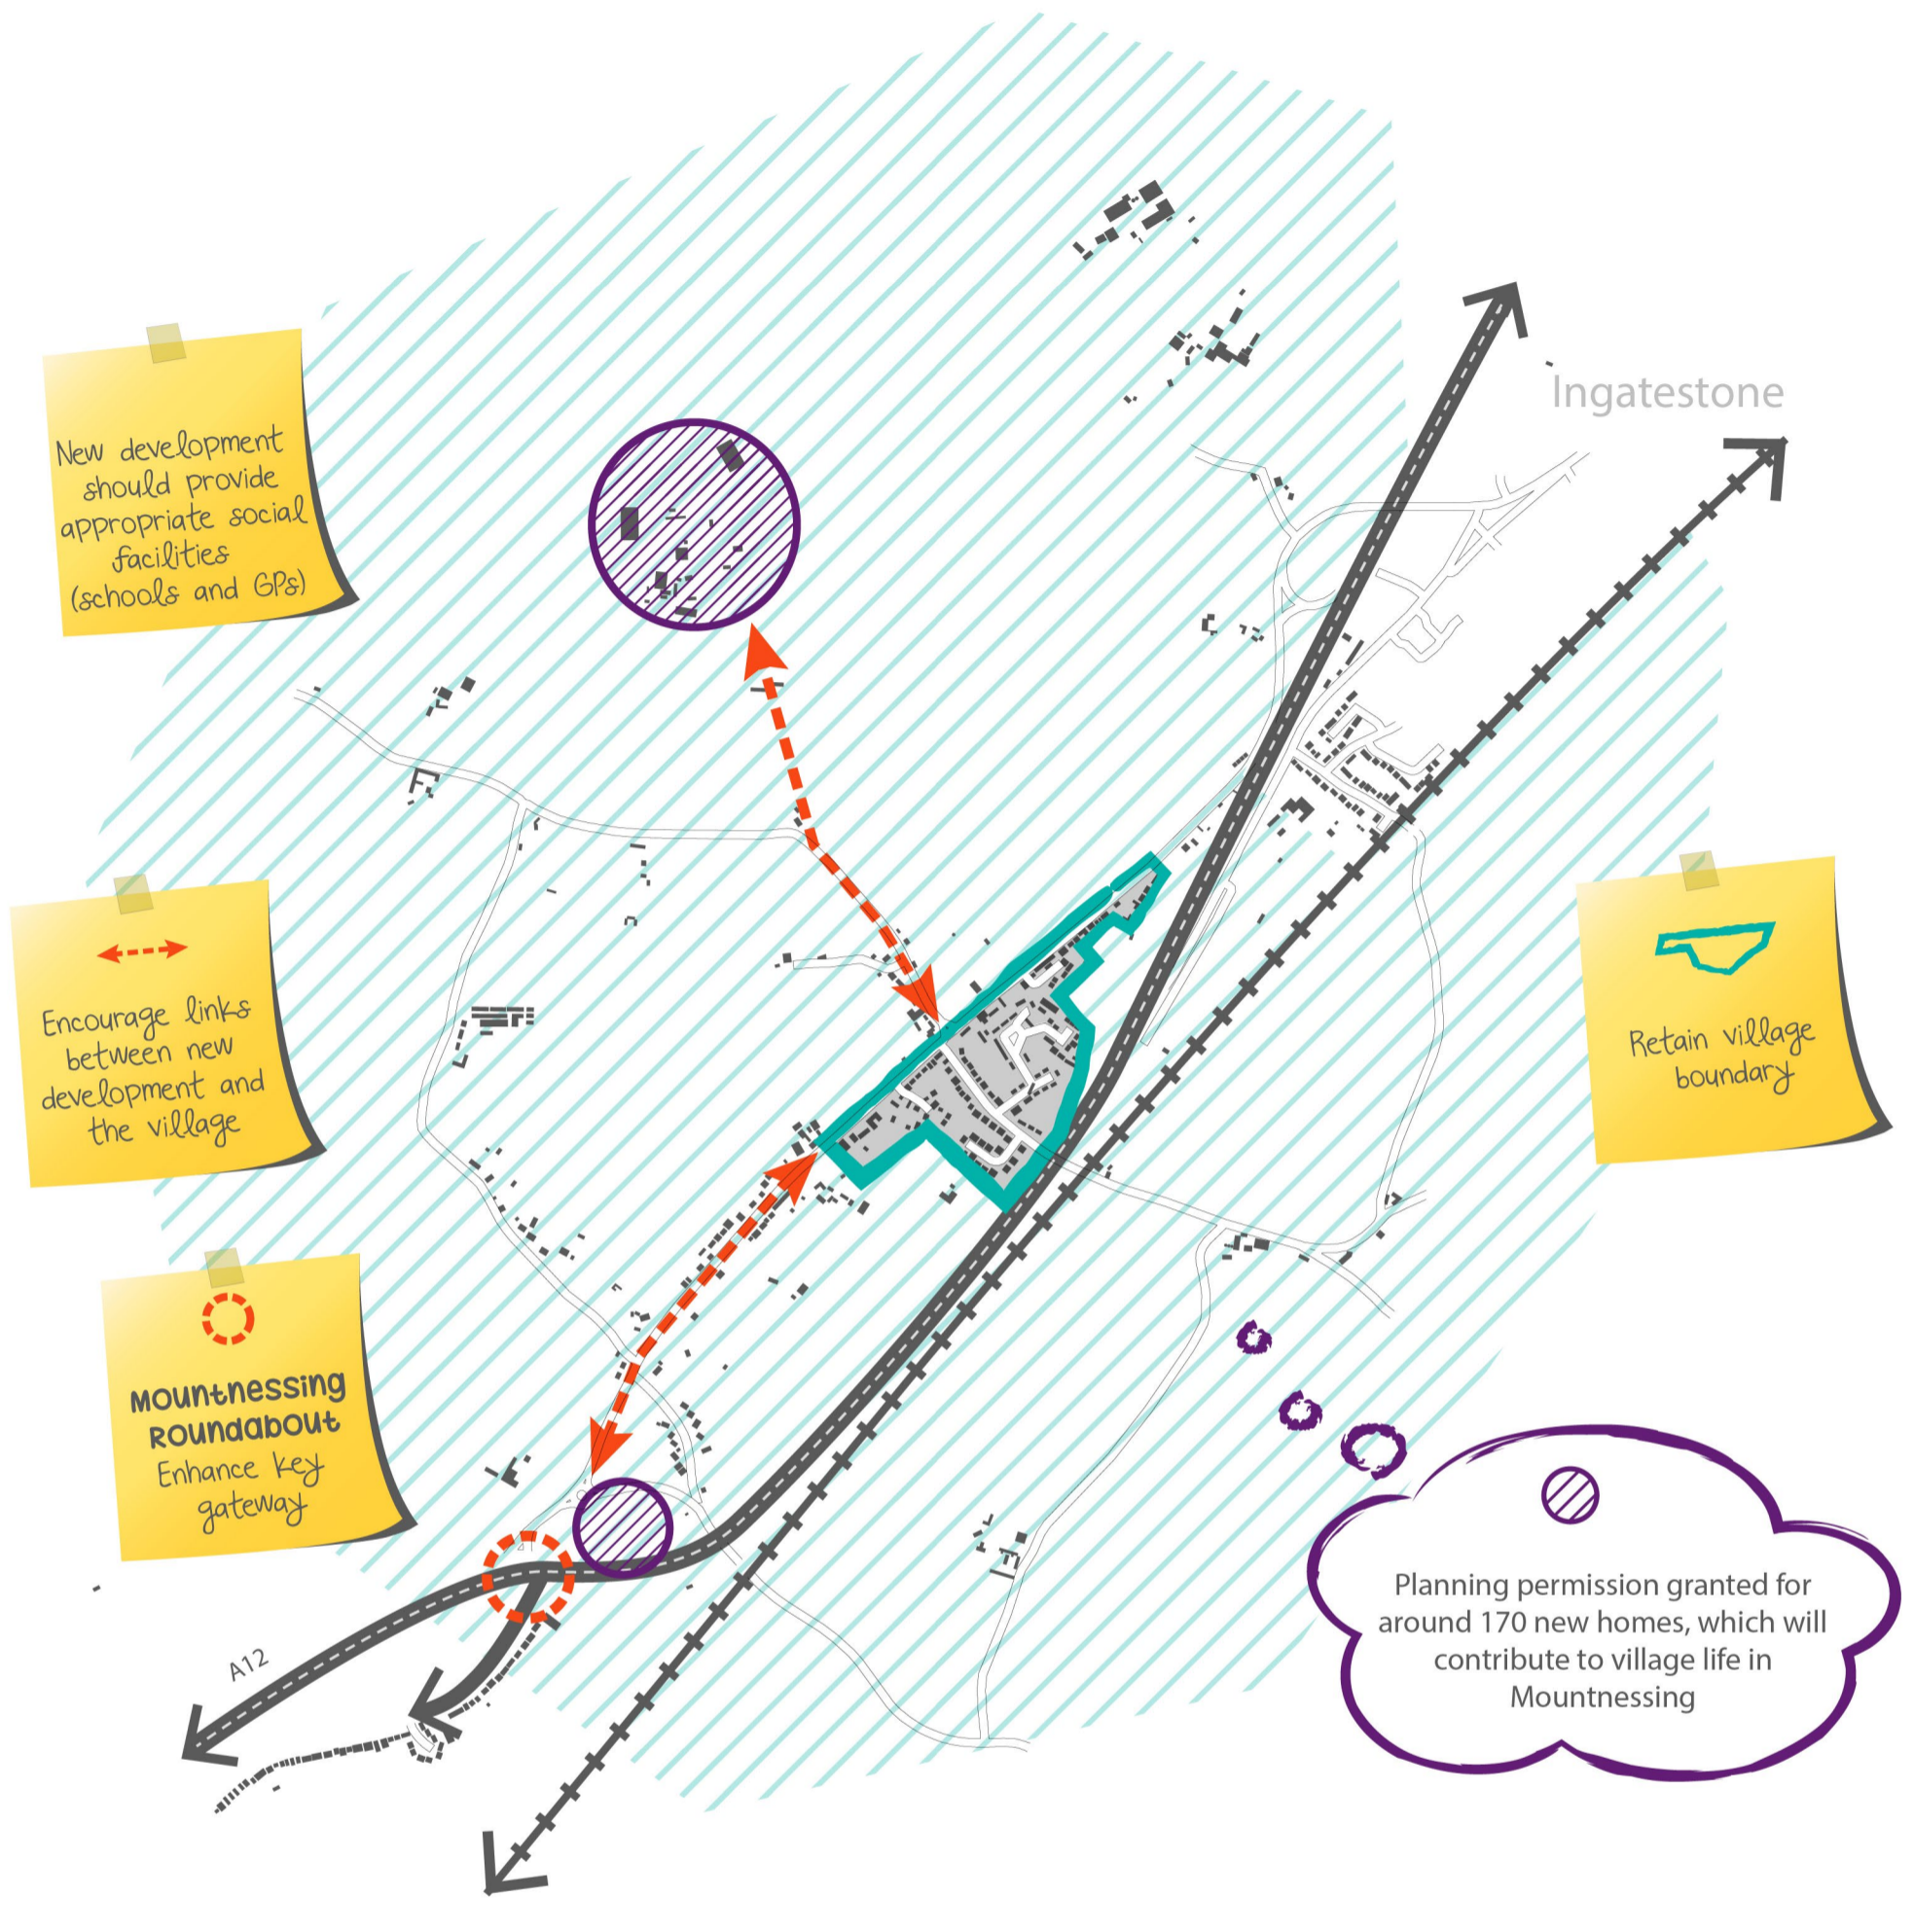 Ingatestone
New development
should provide
appropriate social
facilities
(schools and GPs)
Encourage links
between new
development and
the village
Retain village
boundary
Mountnessing
Roundabout
Enhance key
gateway
A12
Planning permission granted for
around 170 new homes, which will
contribute to village life in
Mountnessing